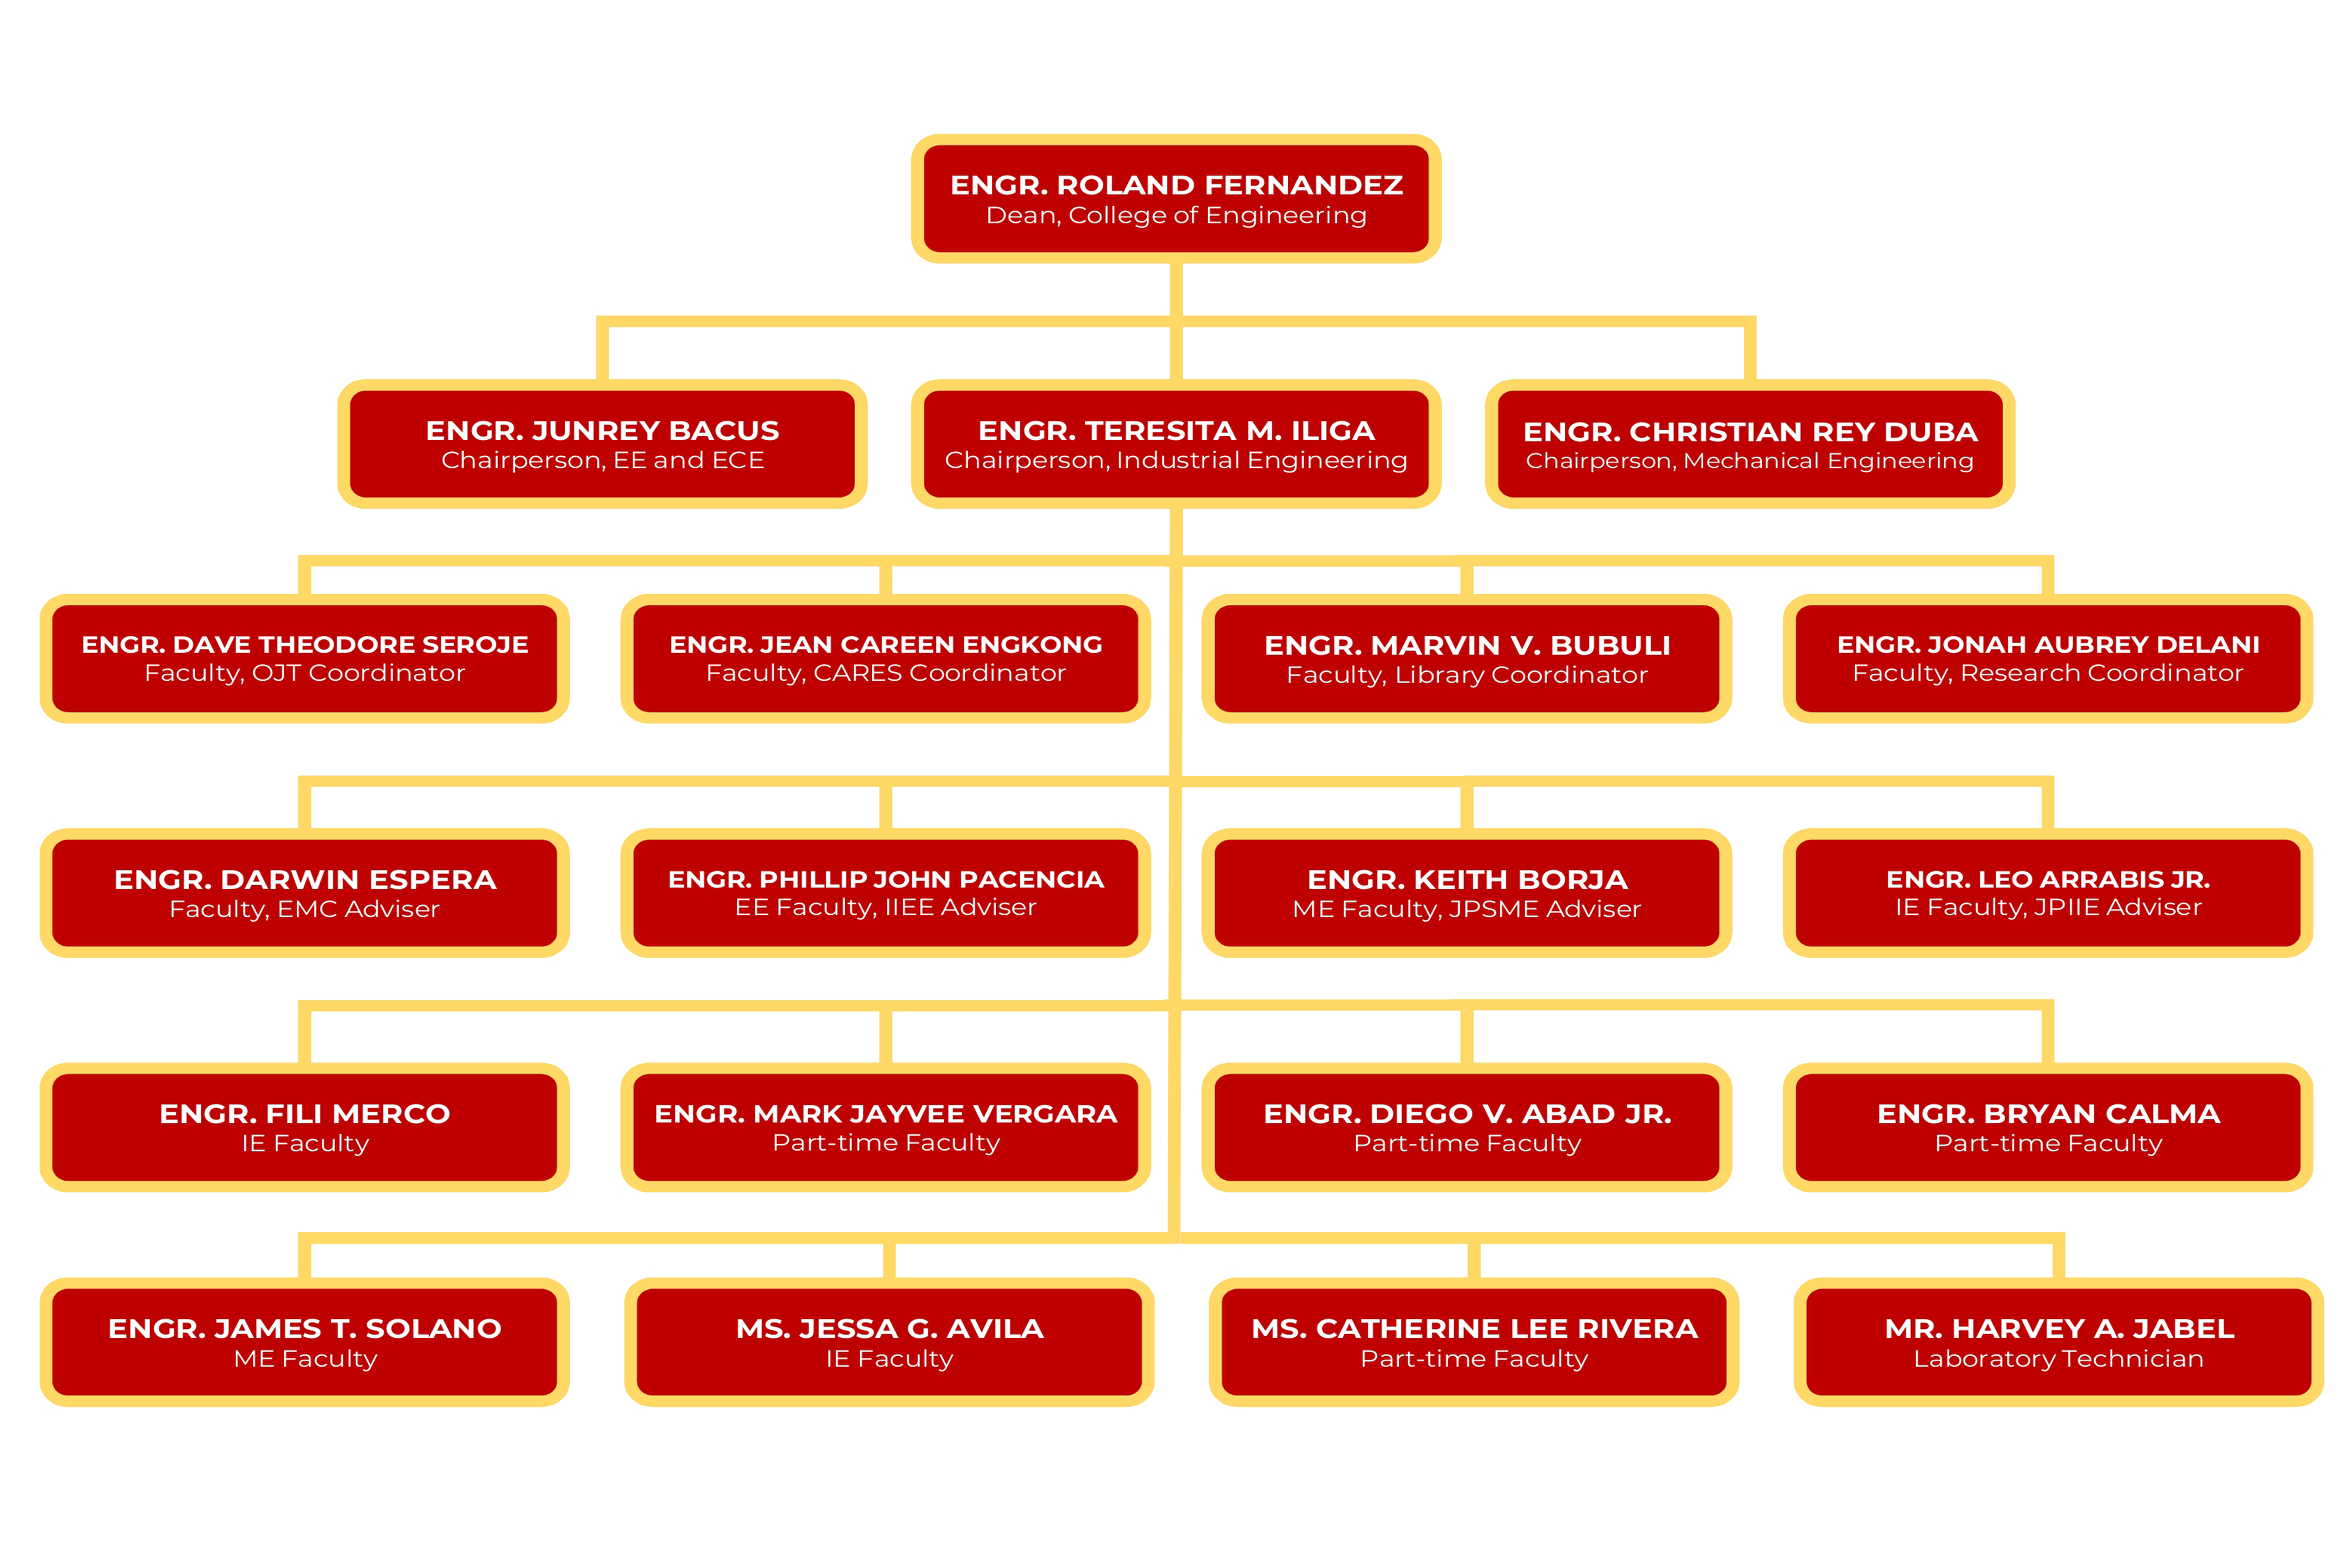 ENGR. ROLAND FERNANDEZ
Dean, College of Engineering
ENGR. JUNREY BACUS
Chairperson, EE and ECE
ENGR. TERESITA M. ILIGA
Chairperson, Industrial Engineering
ENGR. CHRISTIAN REY DUBA
Chairperson, Mechanical Engineering
ENGR. DAVE THEODORE SEROJE
Faculty, OJT Coordinator
ENGR. JEAN CAREEN ENGKONG
Faculty, CARES Coordinator
ENGR. MARVIN V. BUBULI
Faculty, Library Coordinator
ENGR. JONAH AUBREY DELANI
Faculty, Research Coordinator
ENGR. DARWIN ESPERA
Faculty, EMC Adviser
ENGR. PHILLIP JOHN PACENCIA
EE Faculty, IIEE Adviser
ENGR. KEITH BORJA
ME Faculty, JPSME Adviser
ENGR. LEO ARRABIS JR.
IE Faculty, JPIIE Adviser
ENGR. FILI MERCO
IE Faculty
ENGR. MARK JAYVEE VERGARA
Part-time Faculty
ENGR. DIEGO V. ABAD JR.
Part-time Faculty
ENGR. BRYAN CALMA
Part-time Faculty
ENGR. JAMES T. SOLANO
ME Faculty
MS. JESSA G. AVILA
IE Faculty
MS. CATHERINE LEE RIVERA
Part-time Faculty
MR. HARVEY A. JABEL
Laboratory Technician